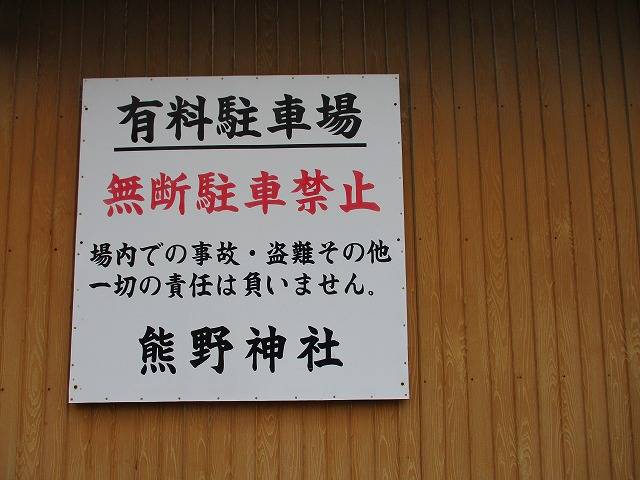 有料駐車場
無断駐車禁止
場内での事故・盗難その他
一切の責任は負いません。
熊野神社